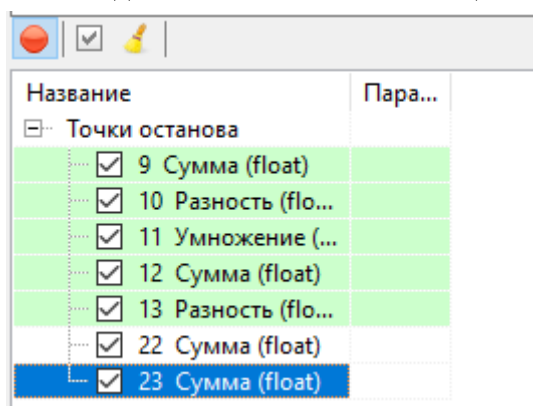 Название Пара...
Точки останова
9 Сумма (float)
10 Разность (flo...
11 Умножение (...
12 Сумма (float)
13 Разность (flo...
22 Сумма (float)
23 Сумма (float)